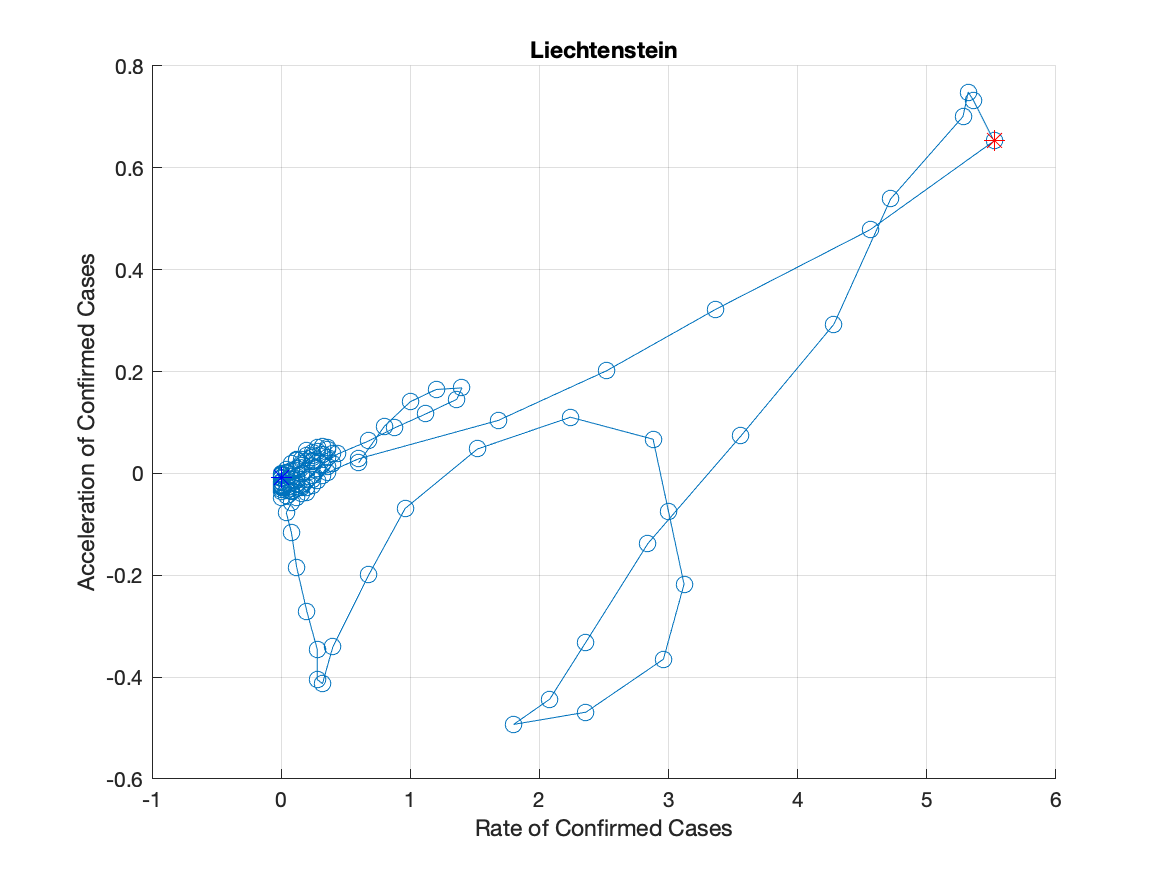 Liechtenstein
Acceleration of Confirmed Cases
0.8
0.6
0.4
0.2
0
-0.2
-0.4
-0.6
-1 0 1 2 3 4 5 6
Rate of Confirmed Cases